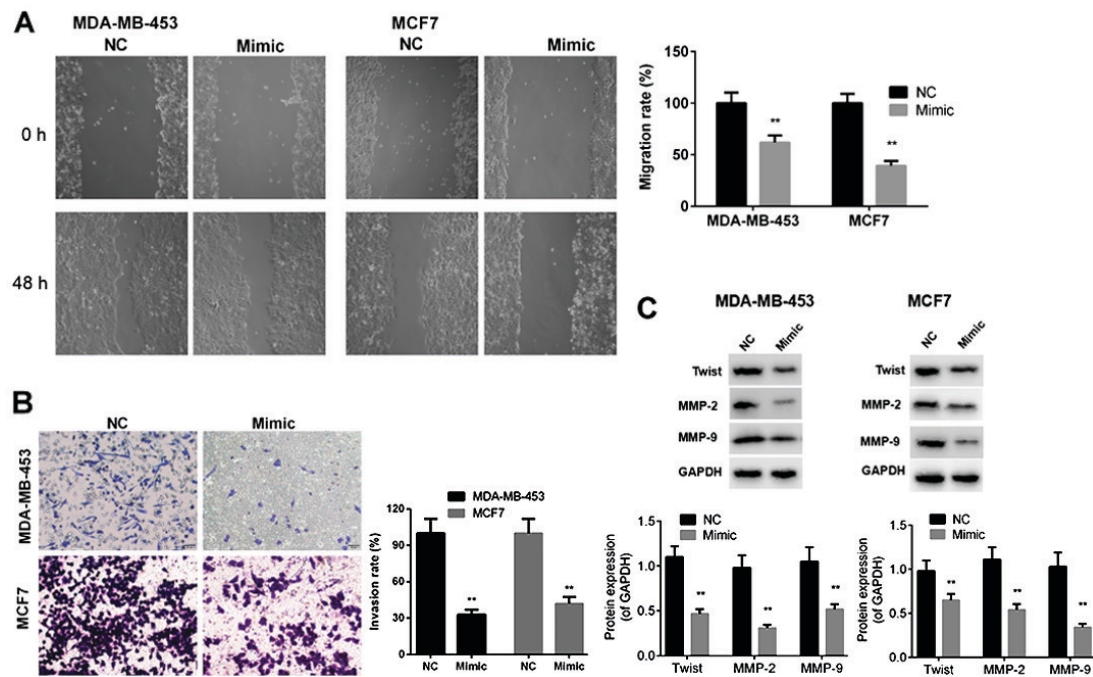 A
MDA-MB-453
MCF7
NC
Mimic
NC
Mimic
0 h
48 h
Migration rate (%)
150
100
50
0
NC
Mimic
**
**
MDA-MB-453
MCF7
B
NC
Mimic
MDA-MB-453
MCF7
Invasion rate (%)
120
90
60
30
0
MDA-MB-453
MCF7
**
**
NC
Mimic
NC
Mimic
C
MDA-MB-453
MCF7
NC
Mimic
NC
Mimic
Twist
MMP-2
MMP-9
GAPDH
Twist
MMP-2
MMP-9
GAPDH
Protein expression
(of GAPDH)
1.5
1.0
0.5
0.0
NC
Mimic
**
**
**
Twist
MMP-2
MMP-9
Protein expression
(of GAPDH)
1.5
1.0
0.5
0.0
NC
Mimic
**
**
**
Twist
MMP-2
MMP-9